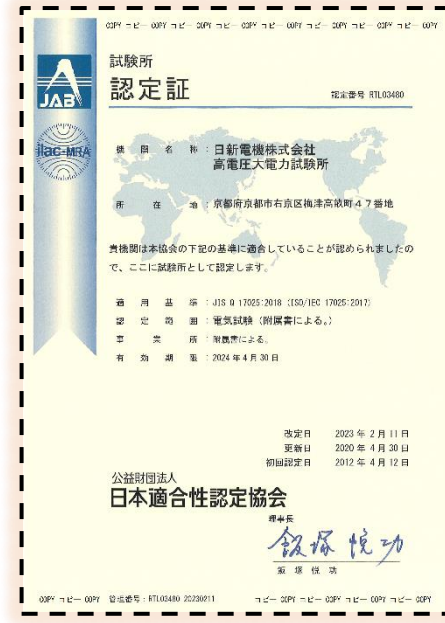 COPY コピー COPY コピー COPY コピー COPY コピー COPY コピー COPY
試験所
認定証
認定番号 RTL03480
JAB
ilac-MRA
機関名称：日新電機株式会社
高電圧大電力試験所
所在地：京都府京都市右京区梅津高畝町47番地
貴機関は本協会の下記の基準に適合していることが認められましたの
で、ここに試験所として認定します。
適用基準：JIS Q 17025:2018 (ISO/IEC 17025:2017)
認定範囲：電気試験（附属書による。）
事業所：附属書による。
有効期限：2024年4月30日
改定日 2023年2月11日
更新日 2020年4月30日
初回認定日 2012年4月12日
公益財団法人
日本適合性認定協会
理事長
飯塚悦功
飯塚悦功
COPY コピー COPY 管理番号：RTL03480 20230211 コピー COPY コピー COPY コピー COPY